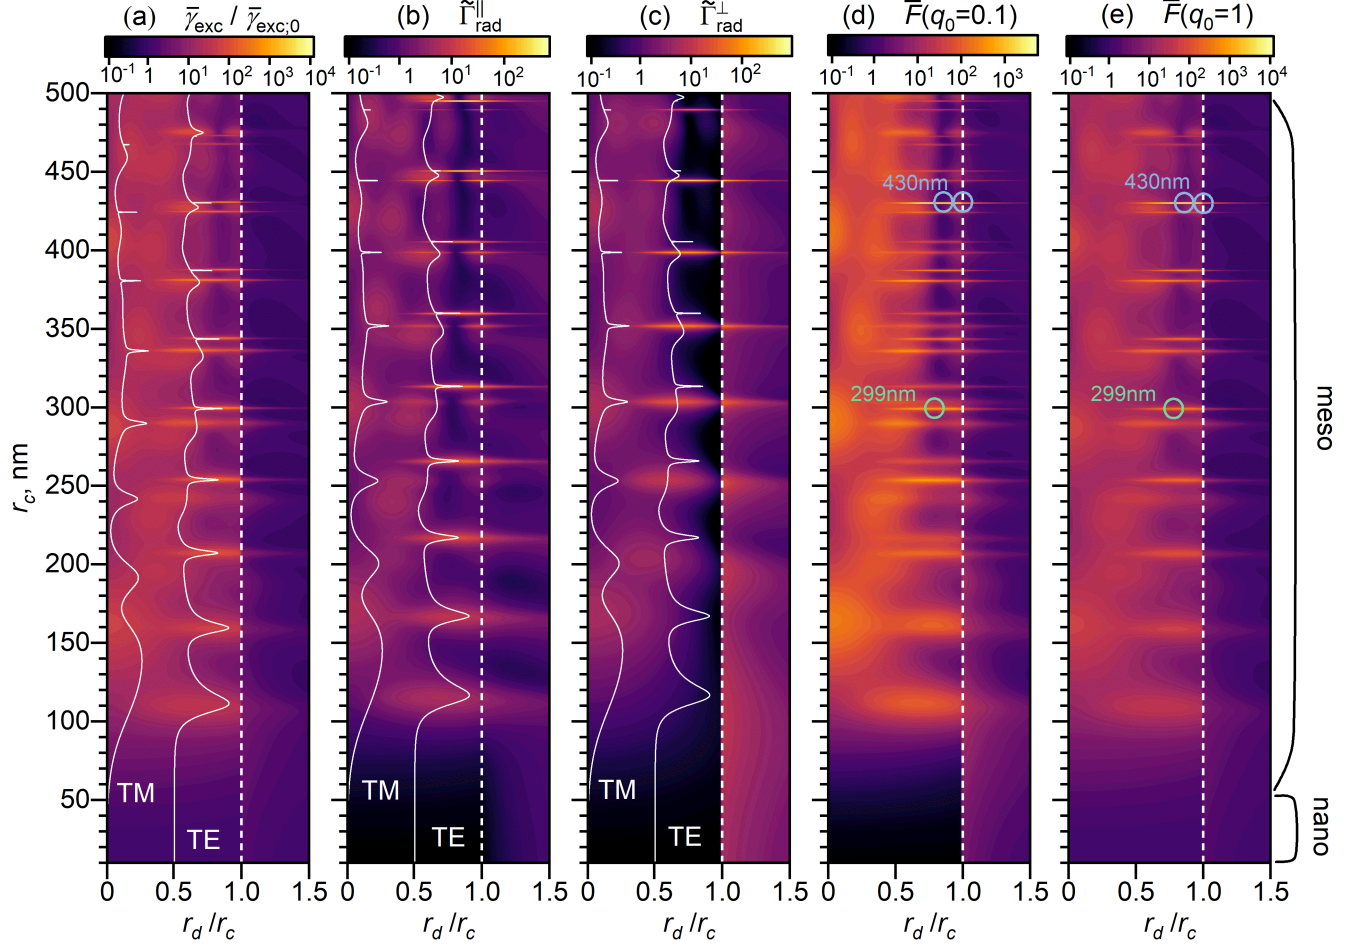 (a) γ̄exc / γ̄exc;0
(b) Γ̃∥rad
(c) Γ̃⊥rad
(d) F̄(q0=0.1)
(e) F̄(q0=1)
10-1 1 101 102 103 104
10-1 1 101 102
10-1 1 101 102
10-1 1 101 102 103
10-1 1 101 102 103 104
500
450
400
350
300
250
200
150
100
50
rc, nm
TM
TE
TM
TE
TM
TE
430nm
299nm
430nm
299nm
meso
nano
0 0.5 1.0 1.5
0 0.5 1.0 1.5
0 0.5 1.0 1.5
0 0.5 1.0 1.5
0 0.5 1.0 1.5
rd /rc
rd /rc
rd /rc
rd /rc
rd /rc